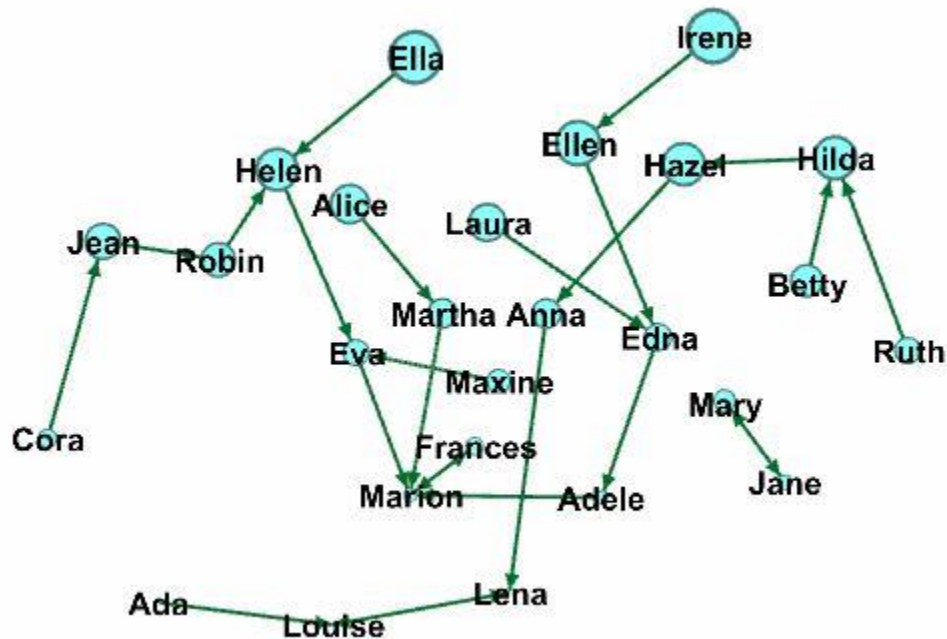 Irene
Ella
Ellen
Hilda
Hazel
Helen
Alice
Laura
Jean
Robin
Betty
Martha
Anna
Edna
Eva
Ruth
Maxine
Mary
Cora
Frances
Jane
Marion
Adele
Lena
Ada
Louise